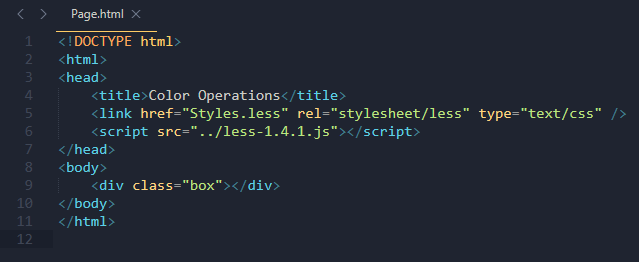 Page.html
1 <!DOCTYPE html>
2 <html>
3 <head>
4     <title>Color Operations</title>
5     <link href="Styles.less" rel="stylesheet/less" type="text/css" />
6     <script src="../less-1.4.1.js"></script>
7 </head>
8 <body>
9     <div class="box"></div>
10 </body>
11 </html>
12